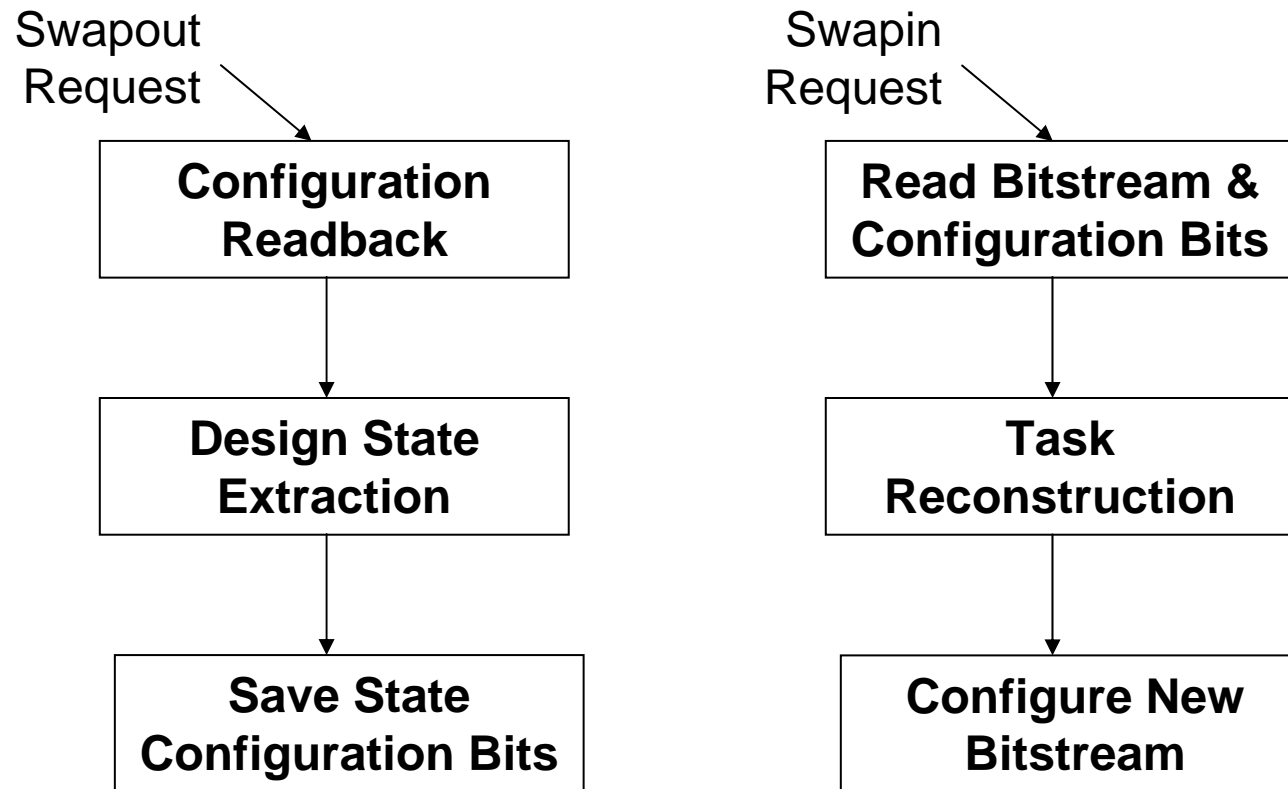 Swapout
Request
Configuration
Readback
Design State
Extraction
Save State
Configuration Bits
Swapin
Request
Read Bitstream &
Configuration Bits
Task
Reconstruction
Configure New
Bitstream